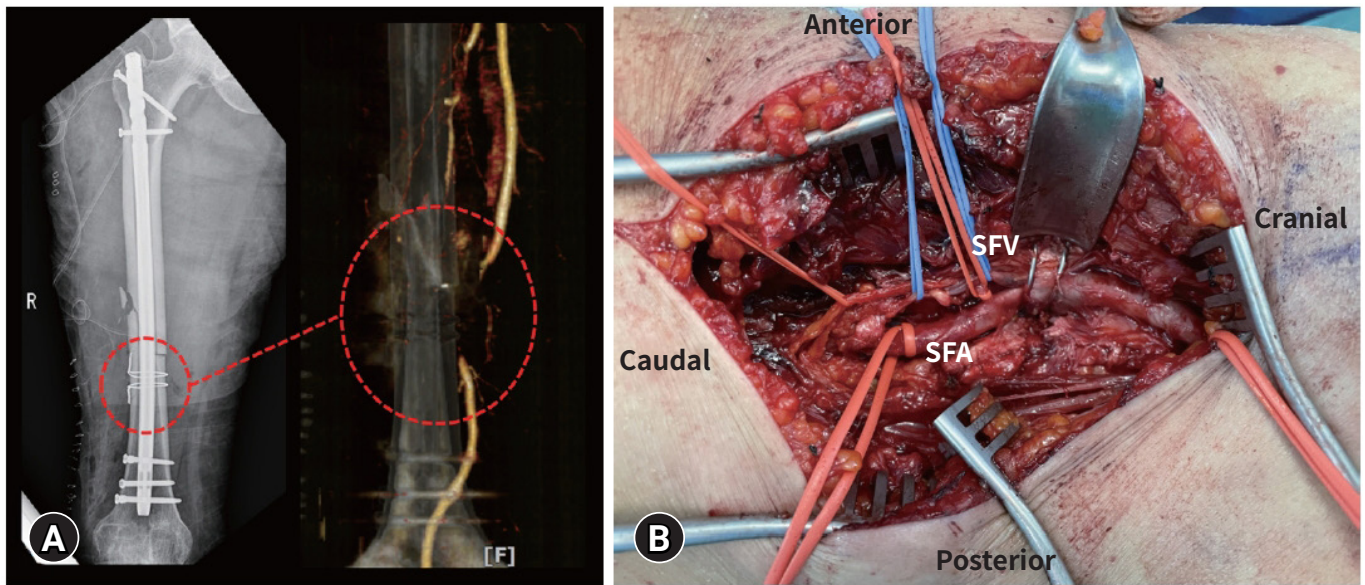 R
[F]
A
Anterior
SFV
Cranial
Caudal
SFA
Posterior
B